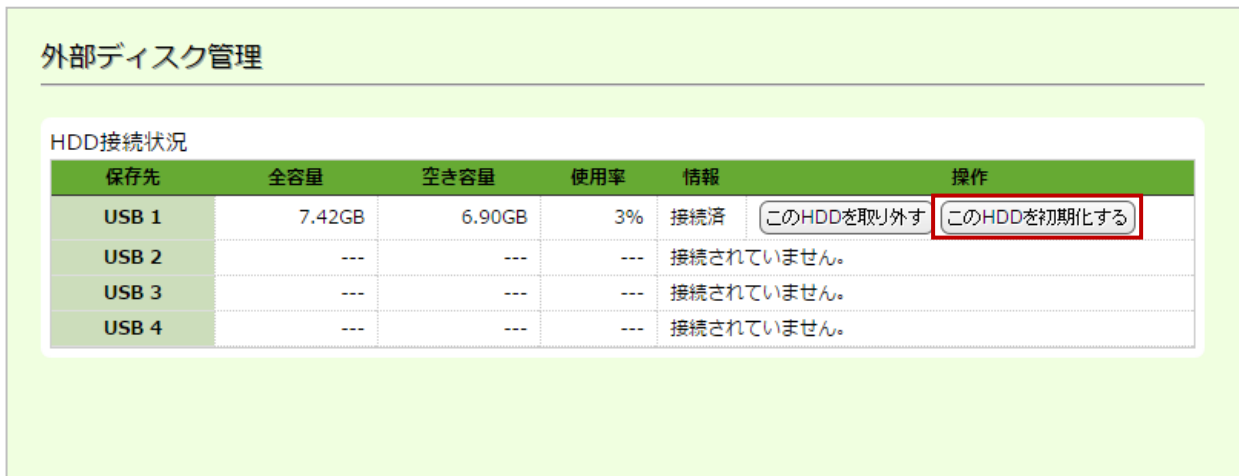 外部ディスク管理
HDD接続状況
保存先 全容量 空き容量 使用率 情報 操作
USB 1 7.42GB 6.90GB 3% 接続済 このHDDを取り外す このHDDを初期化する
USB 2 --- --- --- 接続されていません。
USB 3 --- --- --- 接続されていません。
USB 4 --- --- --- 接続されていません。